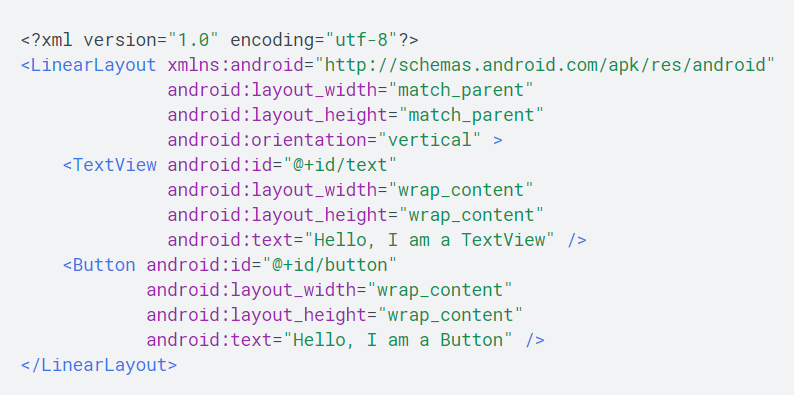 <?xml version="1.0" encoding="utf-8"?>
<LinearLayout xmlns:android="http://schemas.android.com/apk/res/android"
              android:layout_width="match_parent"
              android:layout_height="match_parent"
              android:orientation="vertical" >
    <TextView android:id="@+id/text"
              android:layout_width="wrap_content"
              android:layout_height="wrap_content"
              android:text="Hello, I am a TextView" />
    <Button android:id="@+id/button"
            android:layout_width="wrap_content"
            android:layout_height="wrap_content"
            android:text="Hello, I am a Button" />
</LinearLayout>